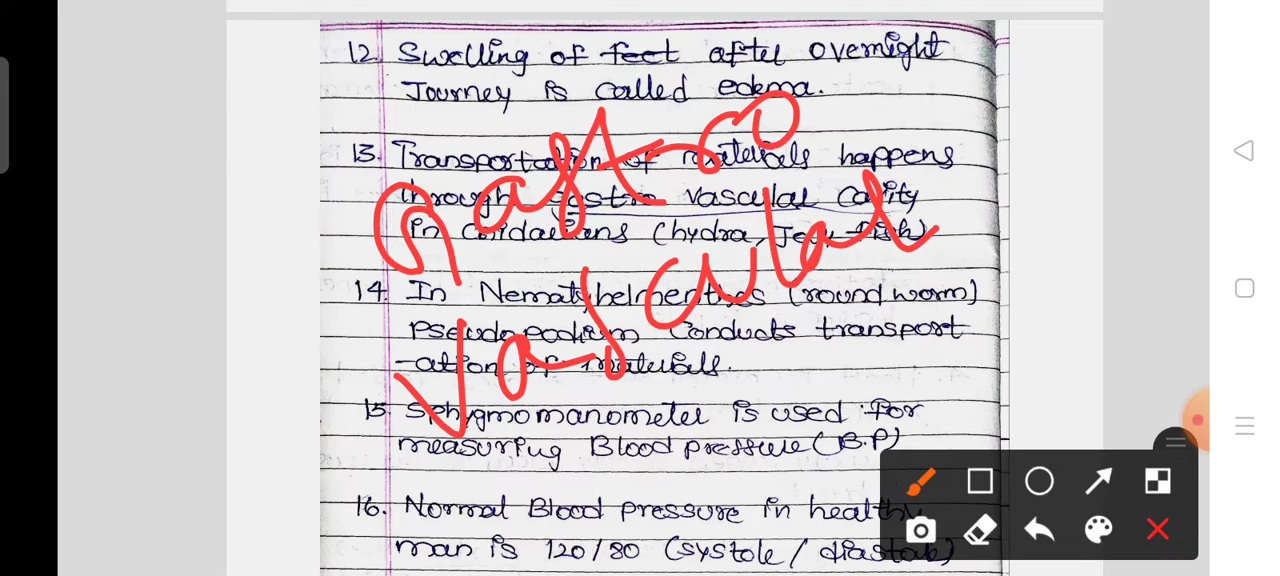 12. Swelling of feet after overnight
Journey is called edema.
13. Transportation of materials happens
through gastro vascular cavity
in cnidarians (hydra, Jelly fish)
14. In Nemathelmenthes (round worm)
Pseudopodium conducts transport
-ation of materials.
15. Sphygmomanometer is used for
measuring Blood pressure (B.P)
16. Normal Blood pressure in healthy
man is 120/80 (systole / diastole)
gastro
vascular